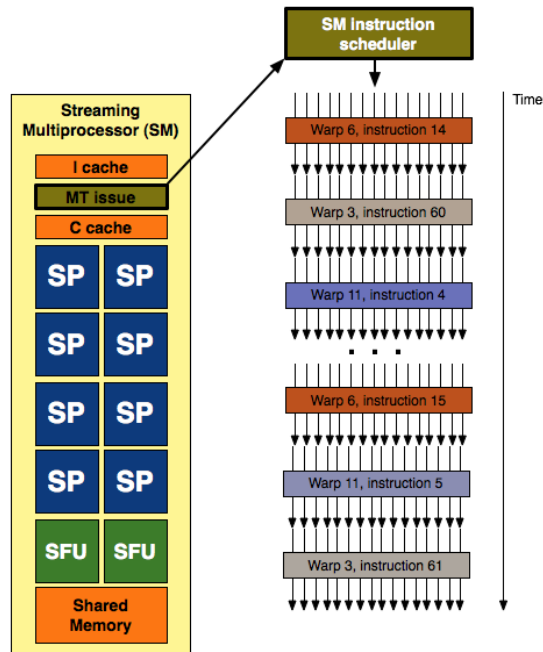 SM instruction
scheduler
Time
Streaming
Multiprocessor (SM)
I cache
MT issue
C cache
SP SP
SP SP
SP SP
SP SP
SFU SFU
Shared
Memory
Warp 6, instruction 14
Warp 3, instruction 60
Warp 11, instruction 4
. . .
Warp 6, instruction 15
Warp 11, instruction 5
Warp 3, instruction 61